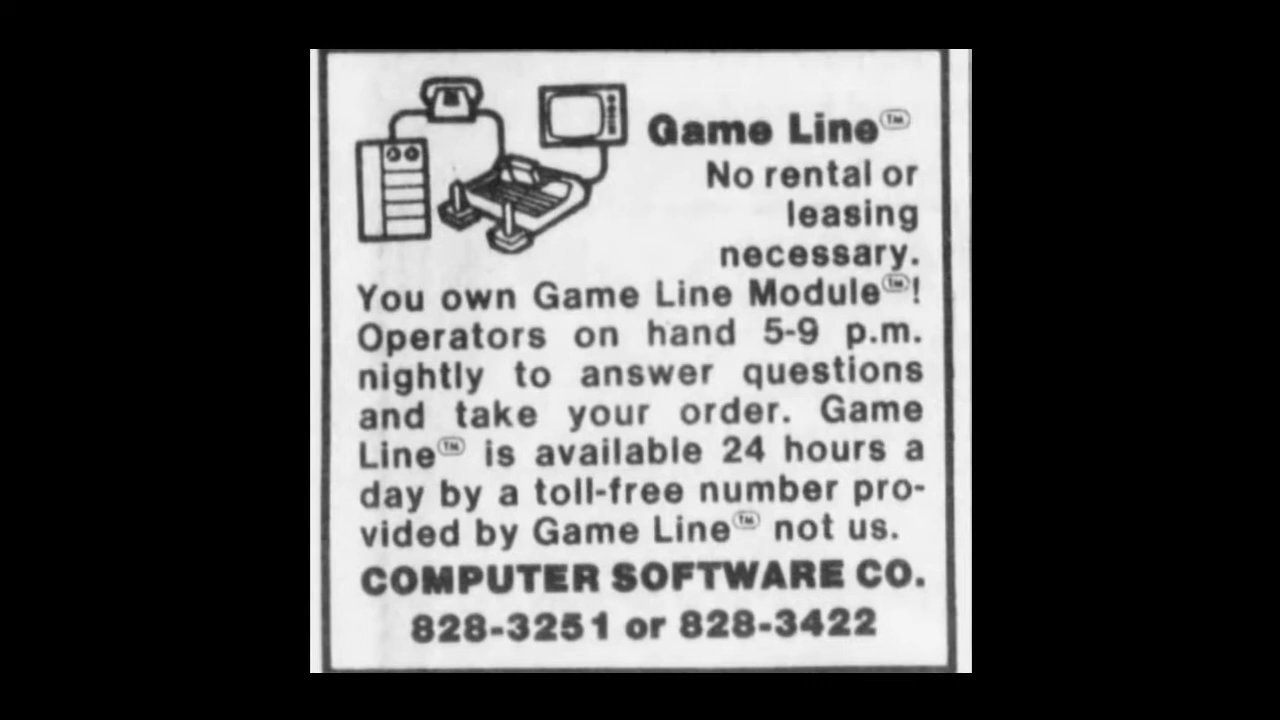 Game Line™
No rental or
leasing
necessary.
You own Game Line Module™!
Operators on hand 5-9 p.m.
nightly to answer questions
and take your order. Game
Line™ is available 24 hours a
day by a toll-free number pro-
vided by Game Line™ not us.
COMPUTER SOFTWARE CO.
828-3251 or 828-3422